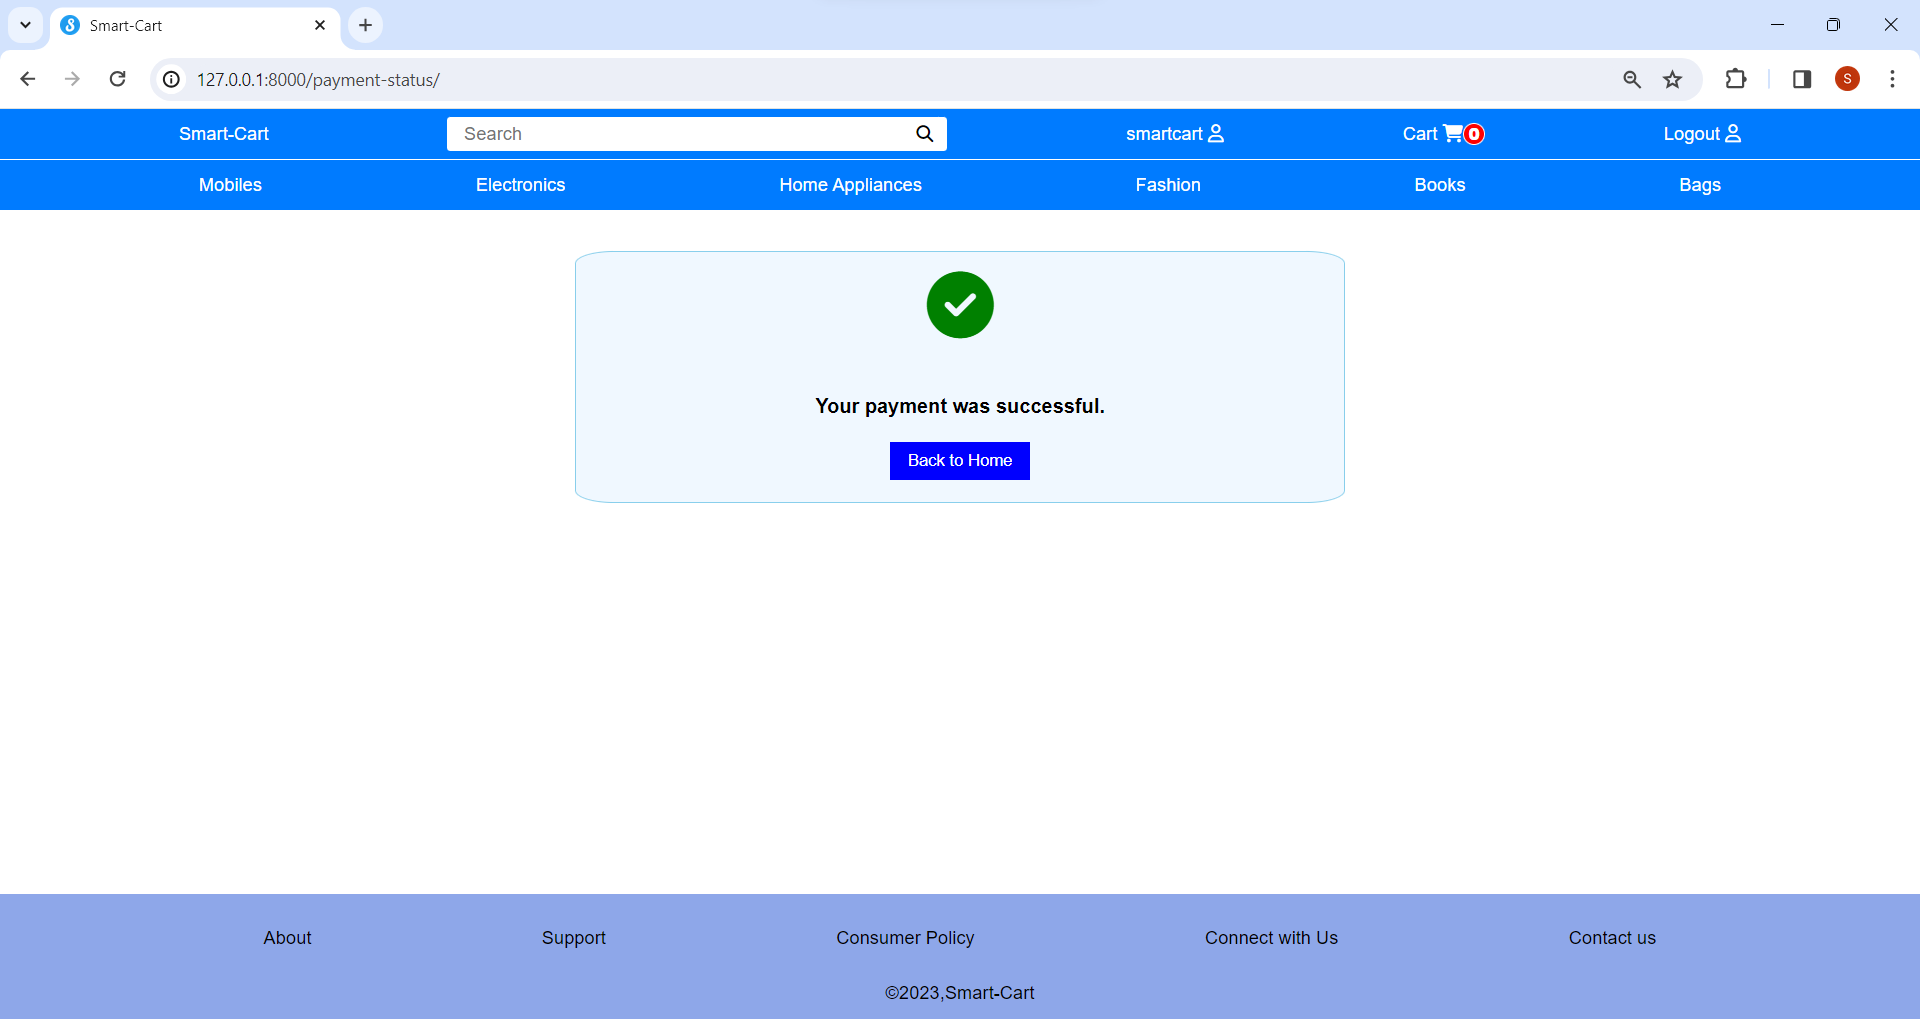 Smart-Cart
127.0.0.1:8000/payment-status/
S
Smart-Cart Search smartcart Cart 0 Logout
Mobiles Electronics Home Appliances Fashion Books Bags
Your payment was successful.
Back to Home
About Support Consumer Policy Connect with Us Contact us
©2023,Smart-Cart